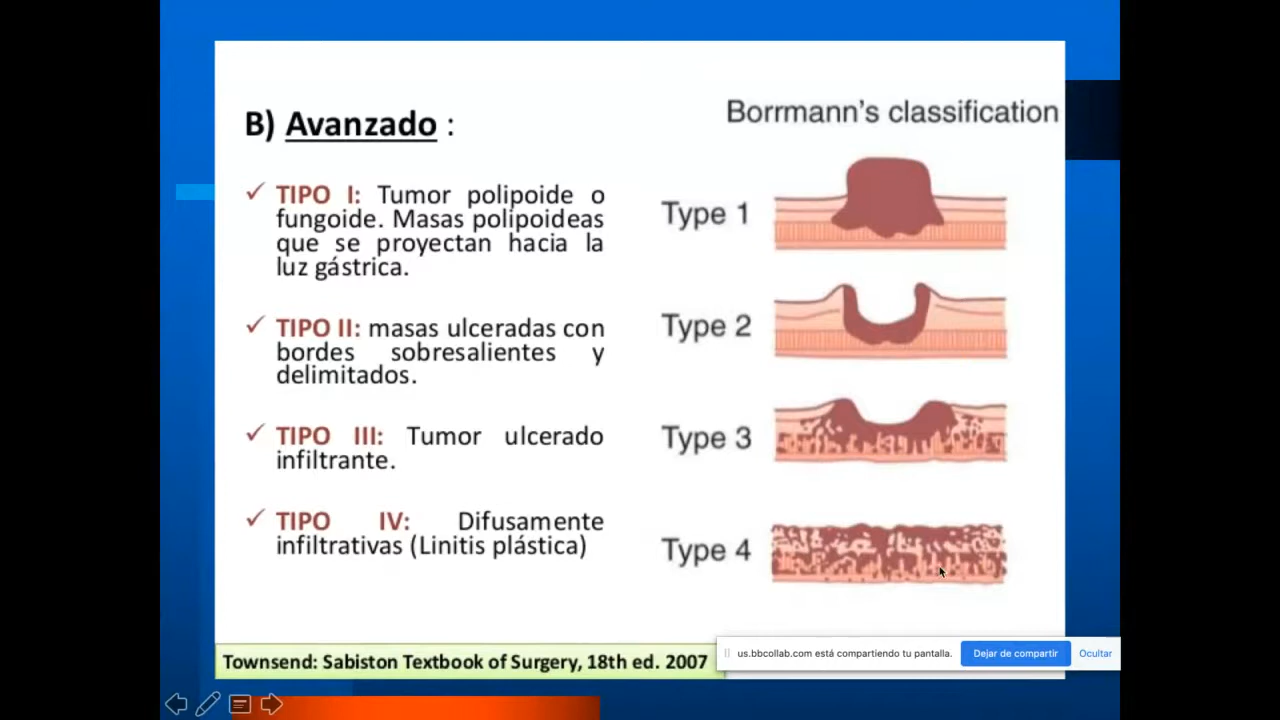 B) Avanzado :
Borrmann's classification
✓ TIPO I: Tumor polipoide o
fungoide. Masas polipoideas
que se proyectan hacia la
luz gástrica.
✓ TIPO II: masas ulceradas con
bordes sobresalientes y
delimitados.
✓ TIPO III: Tumor ulcerado
infiltrante.
✓ TIPO IV: Difusamente
infiltrativas (Linitis plástica)
Type 1
Type 2
Type 3
Type 4
Townsend: Sabiston Textbook of Surgery, 18th ed. 2007
us.bbcollab.com está compartiendo tu pantalla. Dejar de compartir Ocultar